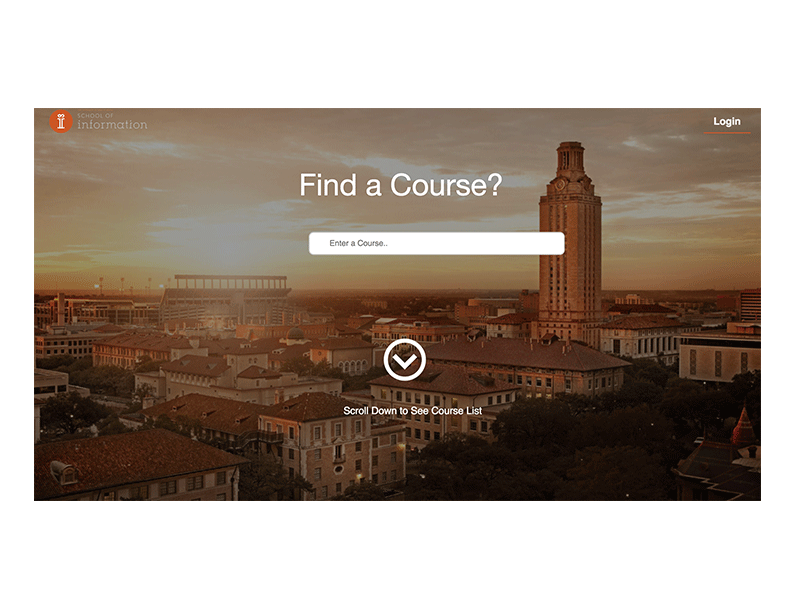 SCHOOL OF
information
Login
Find a Course?
Enter a Course..
Scroll Down to See Course List